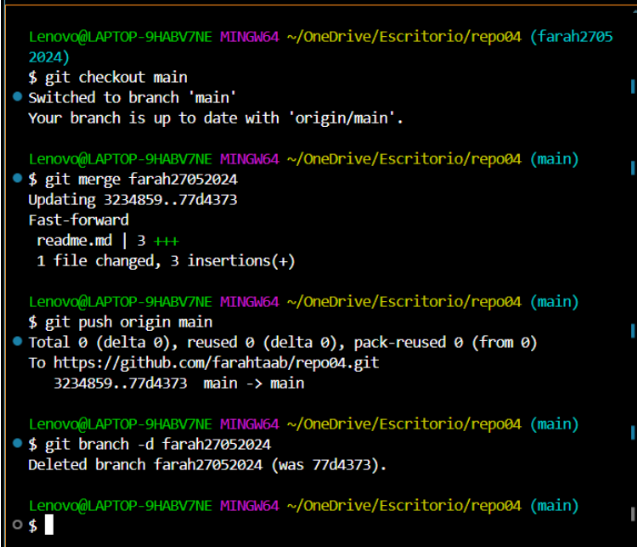 Lenovo@LAPTOP-9HABV7NE MINGW64 ~/OneDrive/Escritorio/repo04 (farah2705
2024)
$ git checkout main
Switched to branch 'main'
Your branch is up to date with 'origin/main'.
Lenovo@LAPTOP-9HABV7NE MINGW64 ~/OneDrive/Escritorio/repo04 (main)
$ git merge farah27052024
Updating 3234859..77d4373
Fast-forward
 readme.md | 3 +++
 1 file changed, 3 insertions(+)
Lenovo@LAPTOP-9HABV7NE MINGW64 ~/OneDrive/Escritorio/repo04 (main)
$ git push origin main
Total 0 (delta 0), reused 0 (delta 0), pack-reused 0 (from 0)
To https://github.com/farahtaab/repo04.git
   3234859..77d4373  main -> main
Lenovo@LAPTOP-9HABV7NE MINGW64 ~/OneDrive/Escritorio/repo04 (main)
$ git branch -d farah27052024
Deleted branch farah27052024 (was 77d4373).
Lenovo@LAPTOP-9HABV7NE MINGW64 ~/OneDrive/Escritorio/repo04 (main)
$